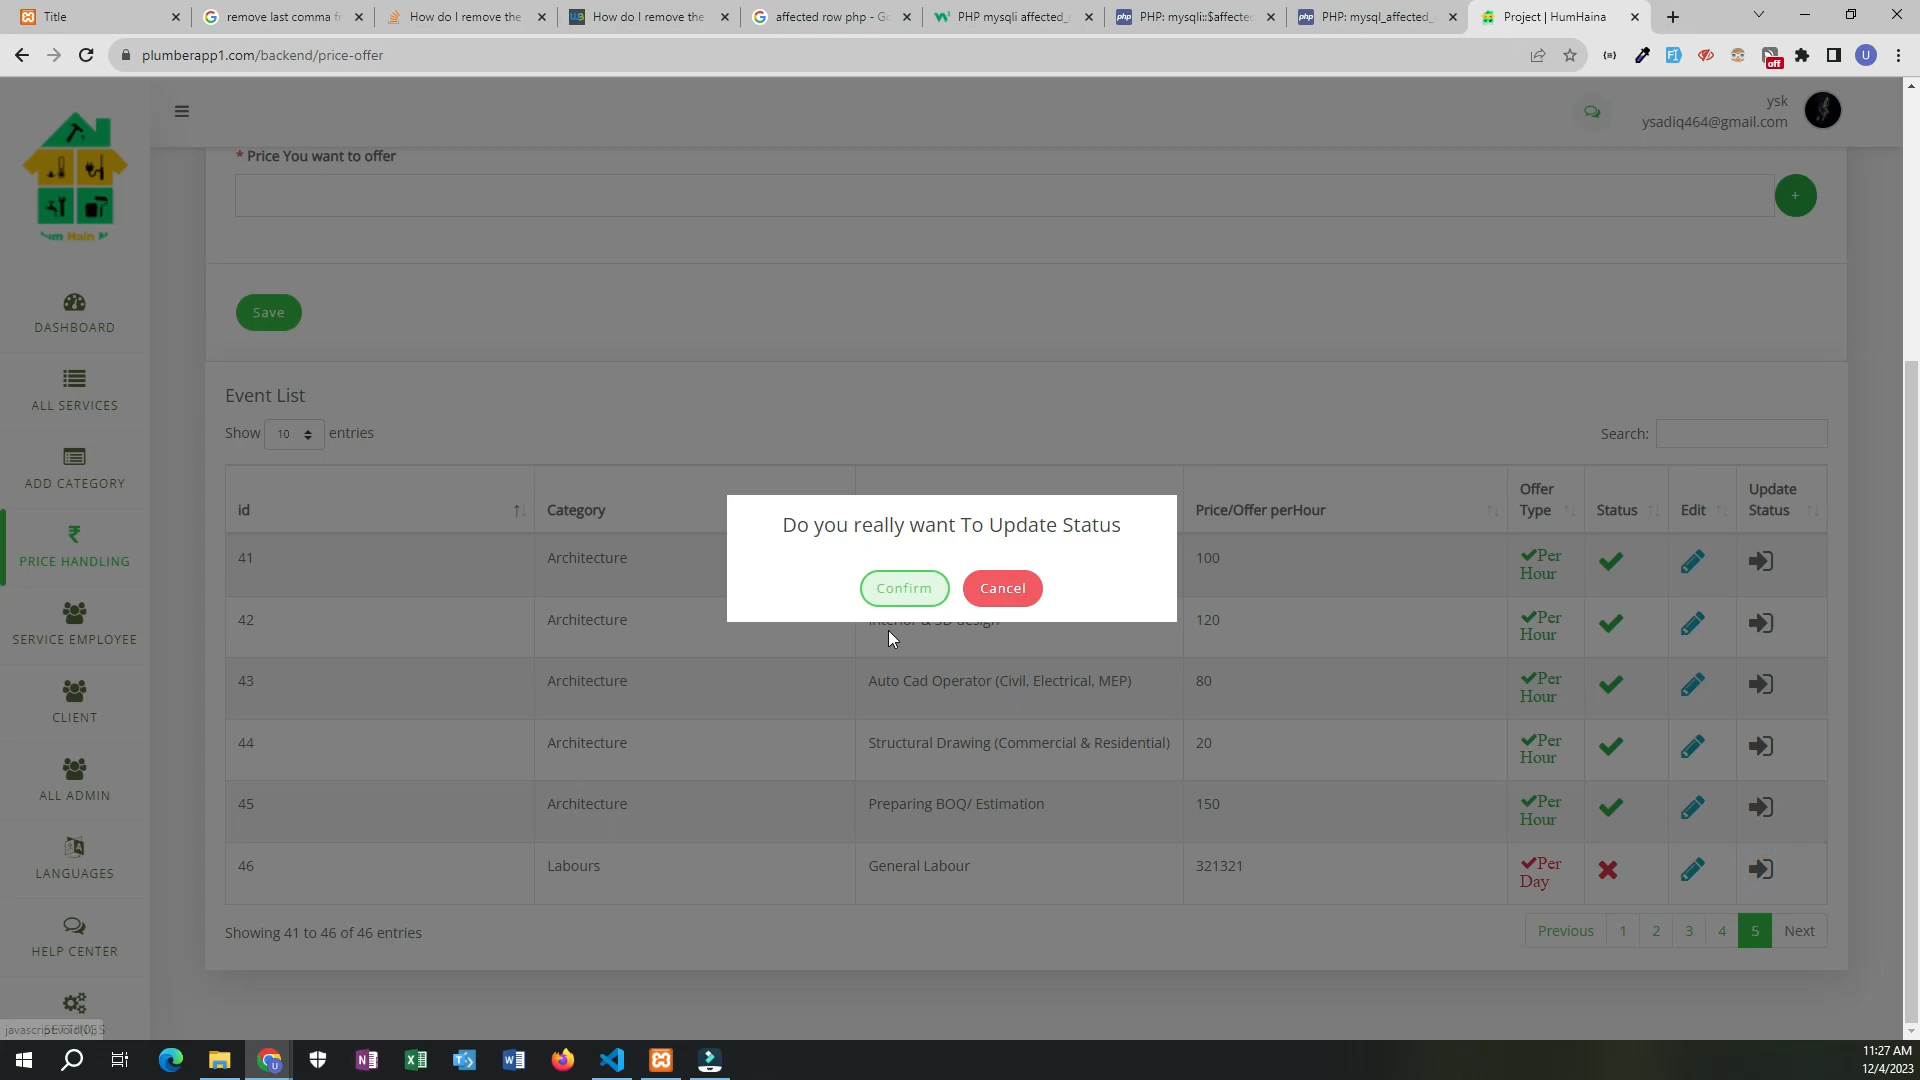 Title
remove last comma fr
How do I remove the
How do I remove the
affected row php - Go
PHP mysqli affected_
PHP: mysqli::$affected
PHP: mysql_affected_
Project | HumHaina
plumberapp1.com/backend/price-offer
off
U
ysk
ysadiq464@gmail.com
* Price You want to offer
+
Save
DASHBOARD
ALL SERVICES
ADD CATEGORY
PRICE HANDLING
SERVICE EMPLOYEE
CLIENT
ALL ADMIN
LANGUAGES
HELP CENTER
Event List
Show 10 entries
Search:
id Category Price/Offer perHour Offer Type Status Edit Update Status
Do you really want To Update Status
Confirm Cancel
41 Architecture 100 Per Hour
42 Architecture Interior & 3D design 120 Per Hour
43 Architecture Auto Cad Operator (Civil, Electrical, MEP) 80 Per Hour
44 Architecture Structural Drawing (Commercial & Residential) 20 Per Hour
45 Architecture Preparing BOQ/ Estimation 150 Per Hour
46 Labours General Labour 321321 Per Day
Showing 41 to 46 of 46 entries
Previous 1 2 3 4 5 Next
11:27 AM
12/4/2023